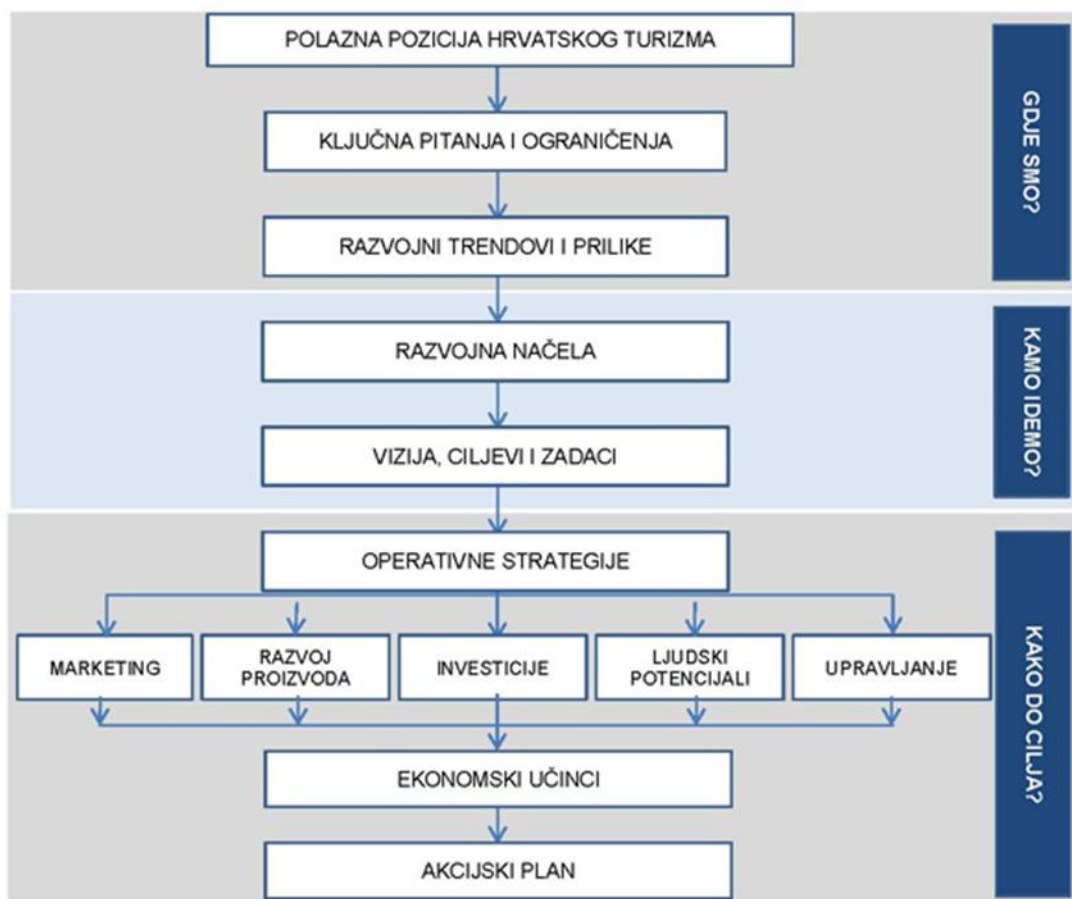 POLAZNA POZICIJA HRVATSKOG TURIZMA
KLJUČNA PITANJA I OGRANIČENJA
RAZVOJNI TRENDOVI I PRILIKE
GDJE SMO?
RAZVOJNA NAČELA
VIZIJA, CILJEVI I ZADACI
KAMO IDEMO?
OPERATIVNE STRATEGIJE
MARKETING
RAZVOJ
PROIZVODA
INVESTICIJE
LJUDSKI
POTENCIJALI
UPRAVLJANJE
EKONOMSKI UČINCI
AKCIJSKI PLAN
KAKO DO CILJA?